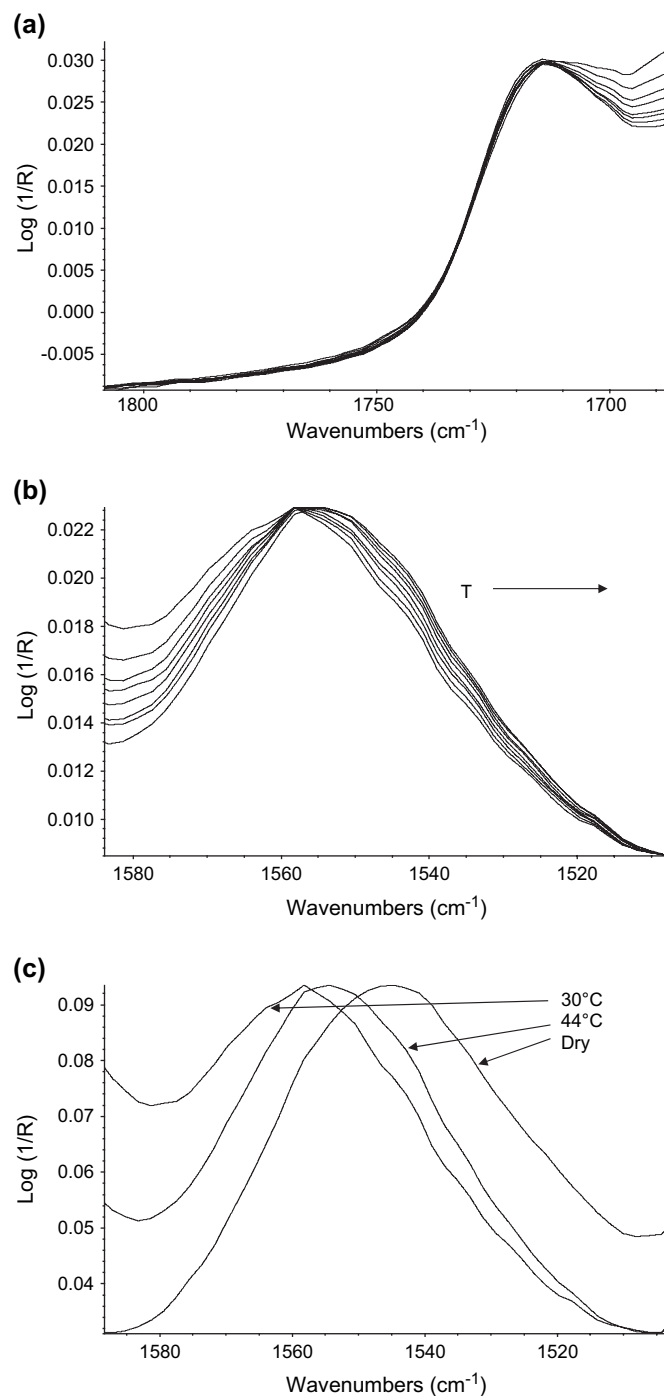 (a)
0.030
0.025
0.020
0.015
0.010
0.005
0.000
-0.005
Log (1/R)
1800
1750
1700
Wavenumbers (cm-1)
(b)
0.022
0.020
0.018
0.016
0.014
0.012
0.010
Log (1/R)
T
1580
1560
1540
1520
Wavenumbers (cm-1)
(c)
0.09
0.08
0.07
0.06
0.05
0.04
Log (1/R)
30°C
44°C
Dry
1580
1560
1540
1520
Wavenumbers (cm-1)